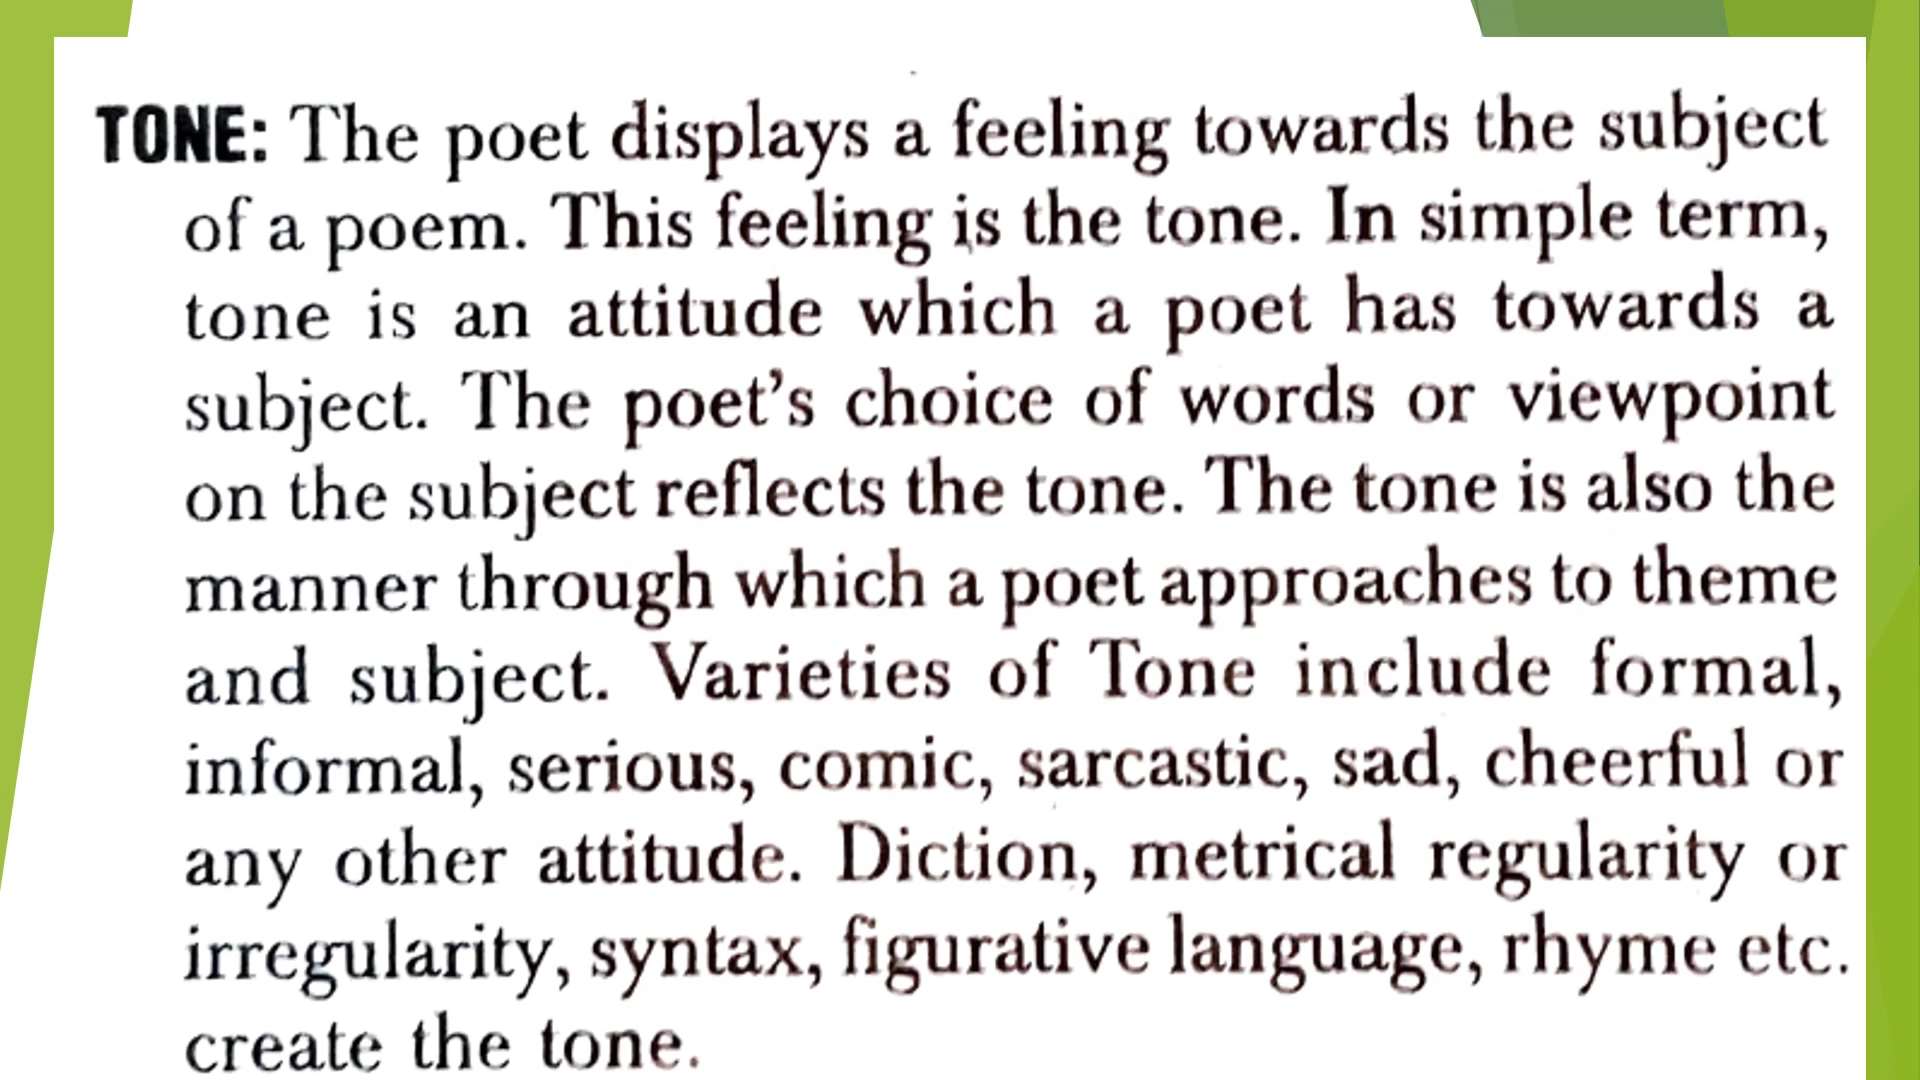 TONE: The poet displays a feeling towards the subject
of a poem. This feeling is the tone. In simple term,
tone is an attitude which a poet has towards a
subject. The poet's choice of words or viewpoint
on the subject reflects the tone. The tone is also the
manner through which a poet approaches to theme
and subject. Varieties of Tone include formal,
informal, serious, comic, sarcastic, sad, cheerful or
any other attitude. Diction, metrical regularity or
irregularity, syntax, figurative language, rhyme etc.
create the tone.